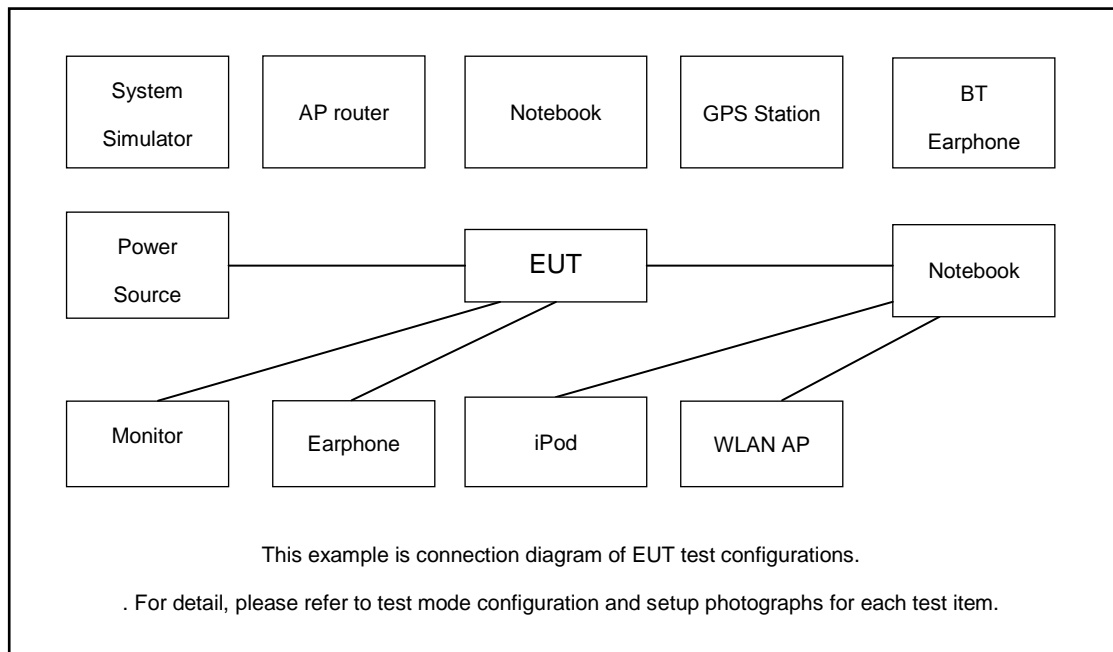 System
Simulator
AP router
Notebook
GPS Station
BT
Earphone
Power
Source
EUT
Notebook
Monitor
Earphone
iPod
WLAN AP
This example is connection diagram of EUT test configurations.
. For detail, please refer to test mode configuration and setup photographs for each test item.